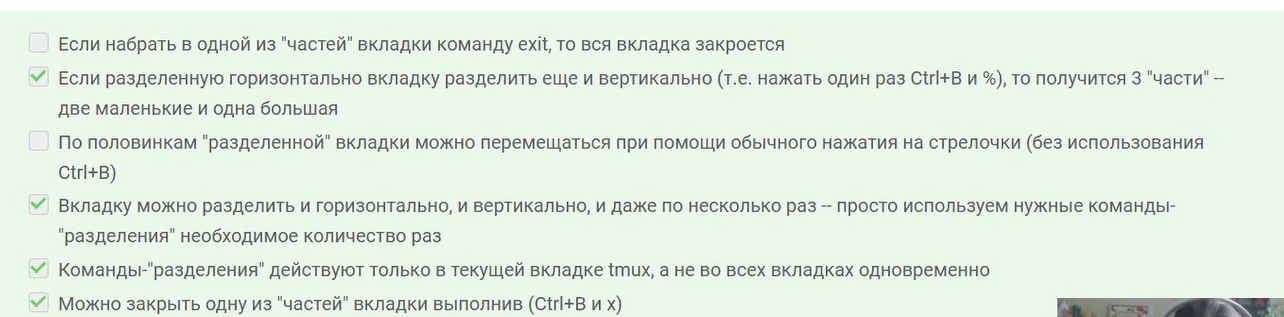 Если набрать в одной из "частей" вкладки команду exit, то вся вкладка закроется
Если разделенную горизонтально вкладку разделить еще и вертикально (т.е. нажать один раз Ctrl+B и %), то получится 3 "части" --
две маленькие и одна большая
По половинкам "разделенной" вкладки можно перемещаться при помощи обычного нажатия на стрелочки (без использования
Ctrl+B)
Вкладку можно разделить и горизонтально, и вертикально, и даже по несколько раз -- просто используем нужные команды-
"разделения" необходимое количество раз
Команды-"разделения" действуют только в текущей вкладке tmux, а не во всех вкладках одновременно
Можно закрыть одну из "частей" вкладки выполнив (Ctrl+B и x)